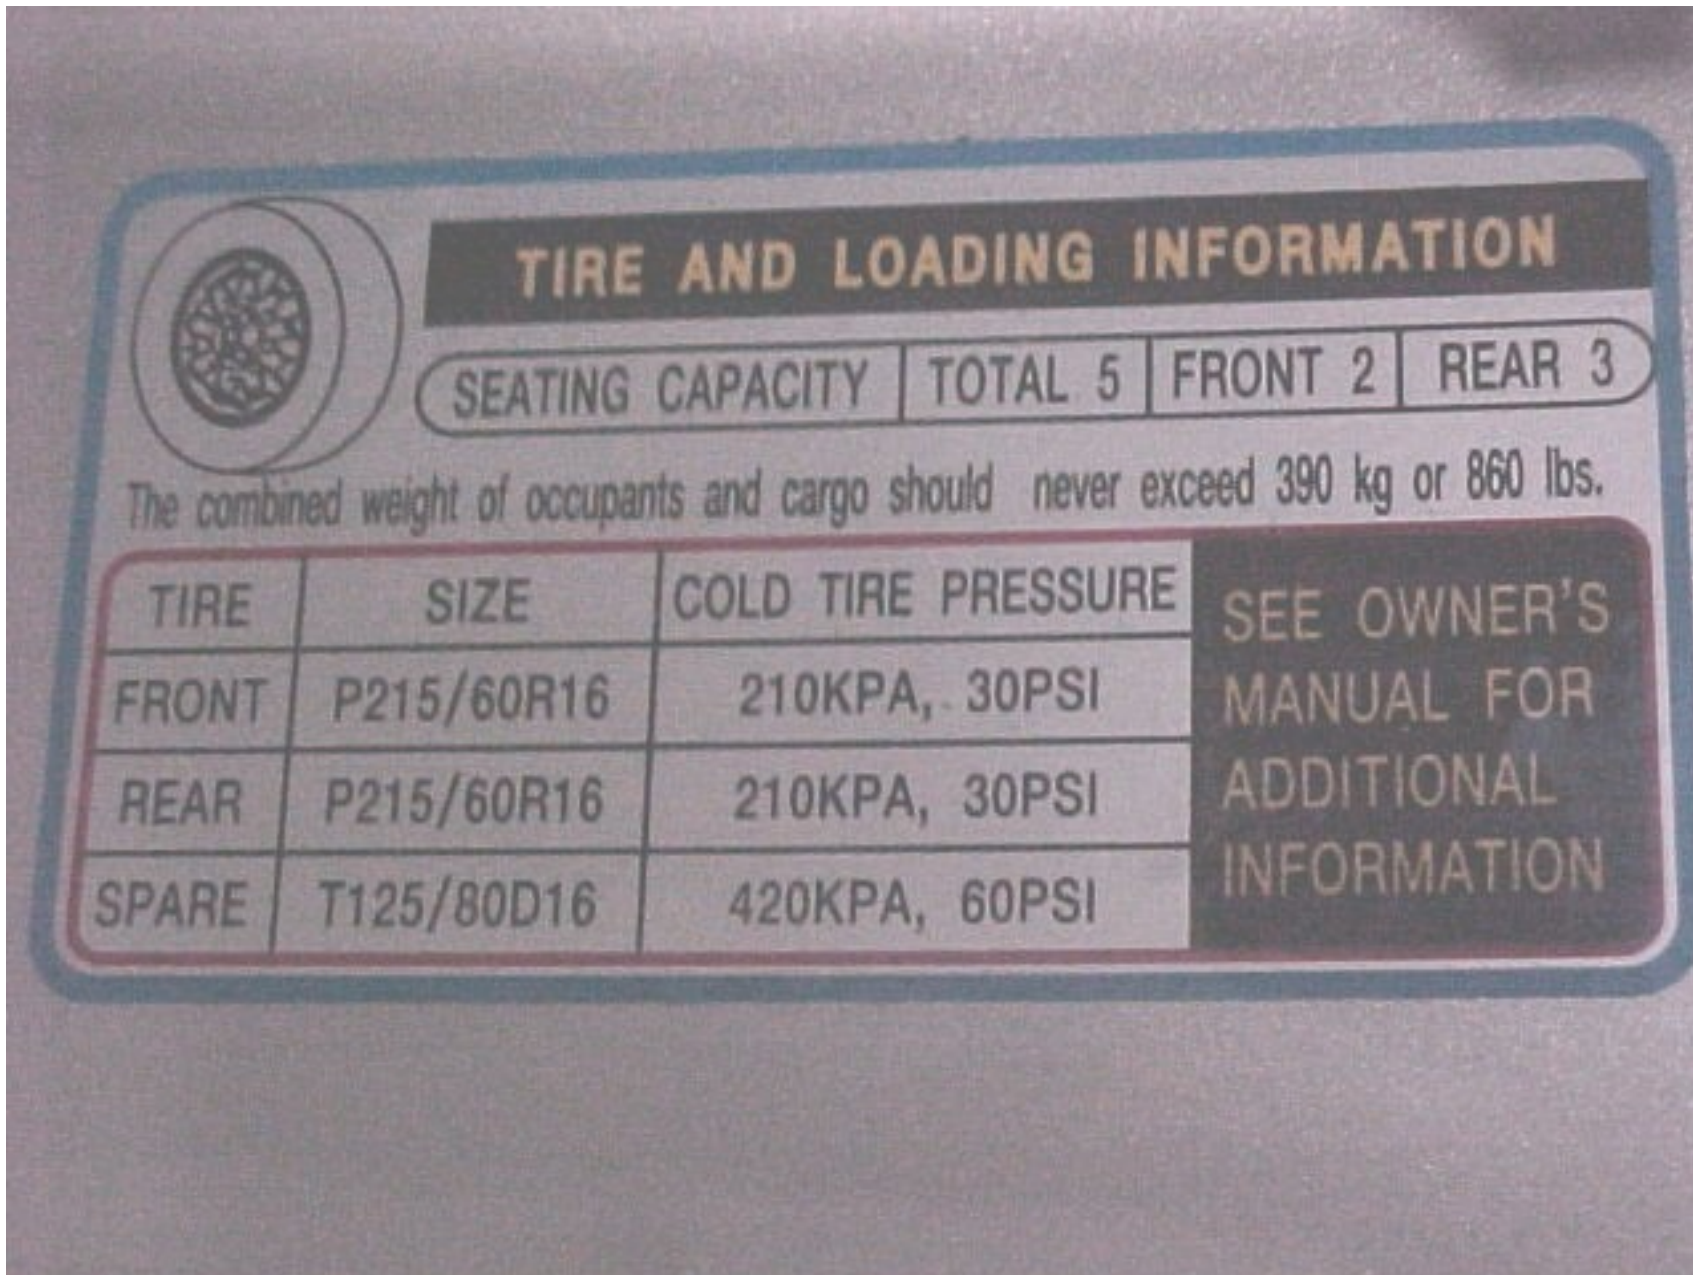 TIRE AND LOADING INFORMATION
SEATING CAPACITY TOTAL 5 FRONT 2 REAR 3
The combined weight of occupants and cargo should never exceed 390 kg or 860 lbs.
TIRE SIZE COLD TIRE PRESSURE
FRONT P215/60R16 210KPA, 30PSI
REAR P215/60R16 210KPA, 30PSI
SPARE T125/80D16 420KPA, 60PSI
SEE OWNER'S
MANUAL FOR
ADDITIONAL
INFORMATION